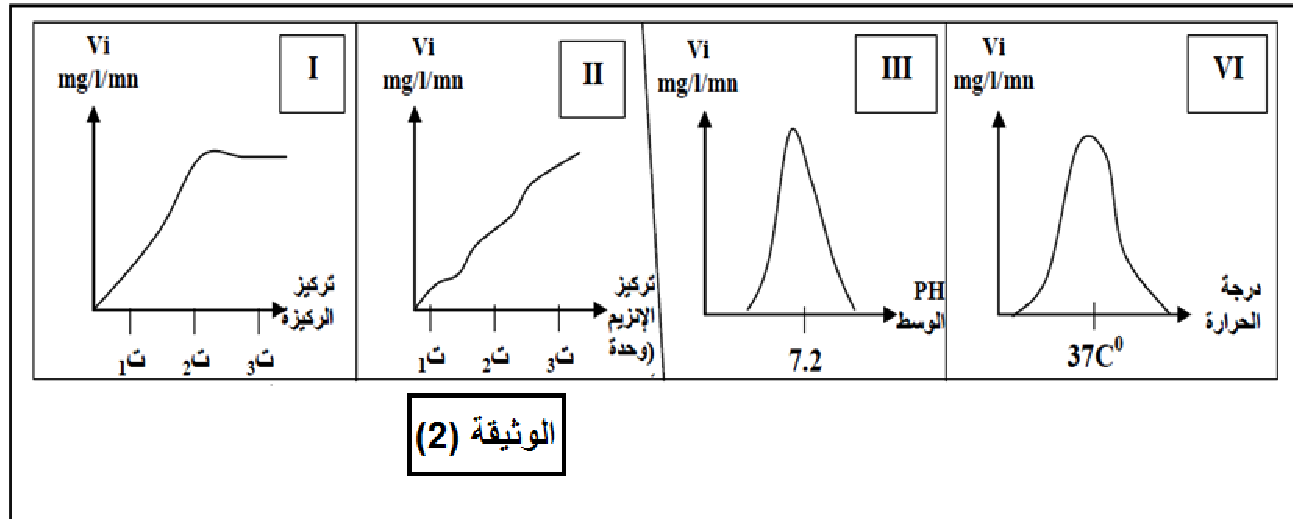 Vi
mg/l/mn
I
تركيز
الركيزة
ت1
ت2
ت3
Vi
mg/l/mn
II
تركيز
الإنزيم
(وحدة
ت1
ت2
ت3
Vi
mg/l/mn
III
PH
الوسط
7.2
Vi
mg/l/mn
VI
درجة
الحرارة
37C⁰
الوثيقة (2)